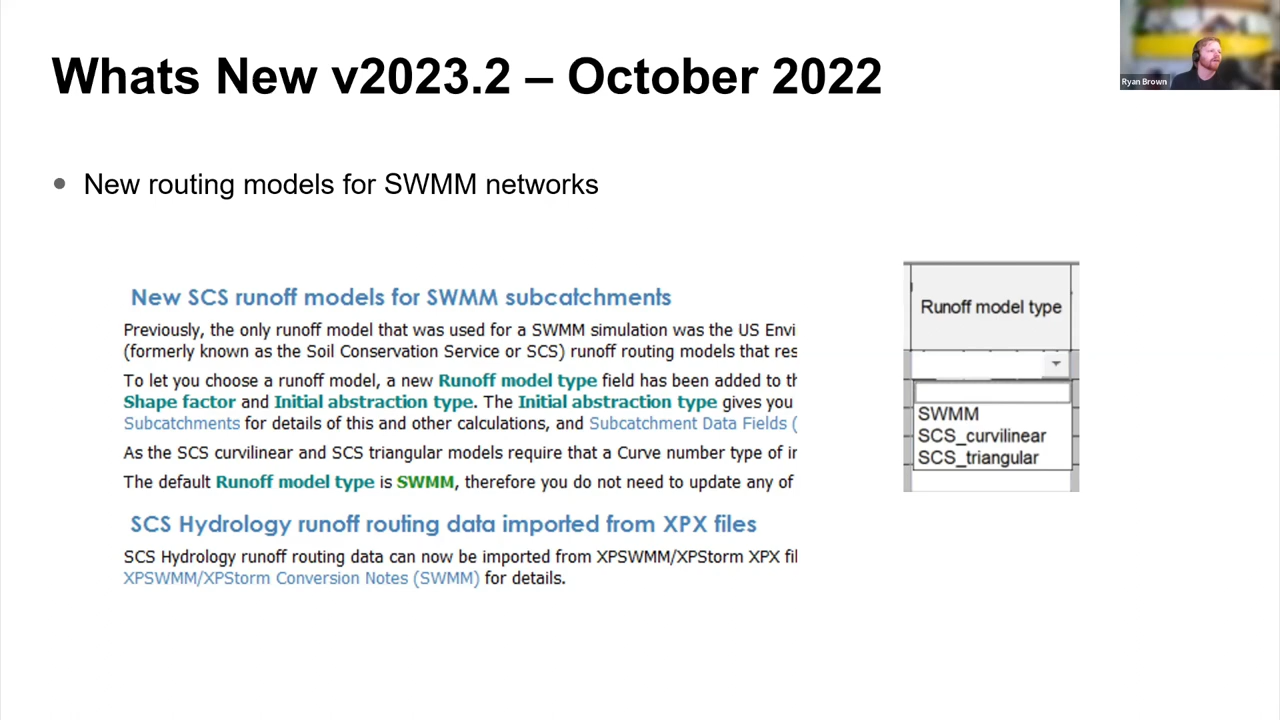 Whats New v2023.2 – October 2022
Ryan Brown
New routing models for SWMM networks
New SCS runoff models for SWMM subcatchments
Previously, the only runoff model that was used for a SWMM simulation was the US Envi
(formerly known as the Soil Conservation Service or SCS) runoff routing models that res
To let you choose a runoff model, a new Runoff model type field has been added to th
Shape factor and Initial abstraction type. The Initial abstraction type gives you
Subcatchments for details of this and other calculations, and Subcatchment Data Fields (
As the SCS curvilinear and SCS triangular models require that a Curve number type of in
The default Runoff model type is SWMM, therefore you do not need to update any of
SCS Hydrology runoff routing data imported from XPX files
SCS Hydrology runoff routing data can now be imported from XPSWMM/XPStorm XPX fil
XPSWMM/XPStorm Conversion Notes (SWMM) for details.
Runoff model type
SWMM
SCS_curvilinear
SCS_triangular